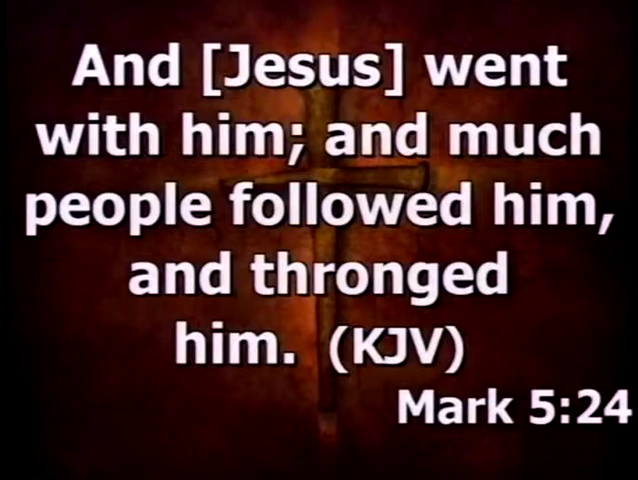 And [Jesus] went
with him; and much
people followed him,
and thronged
him. (KJV)
Mark 5:24